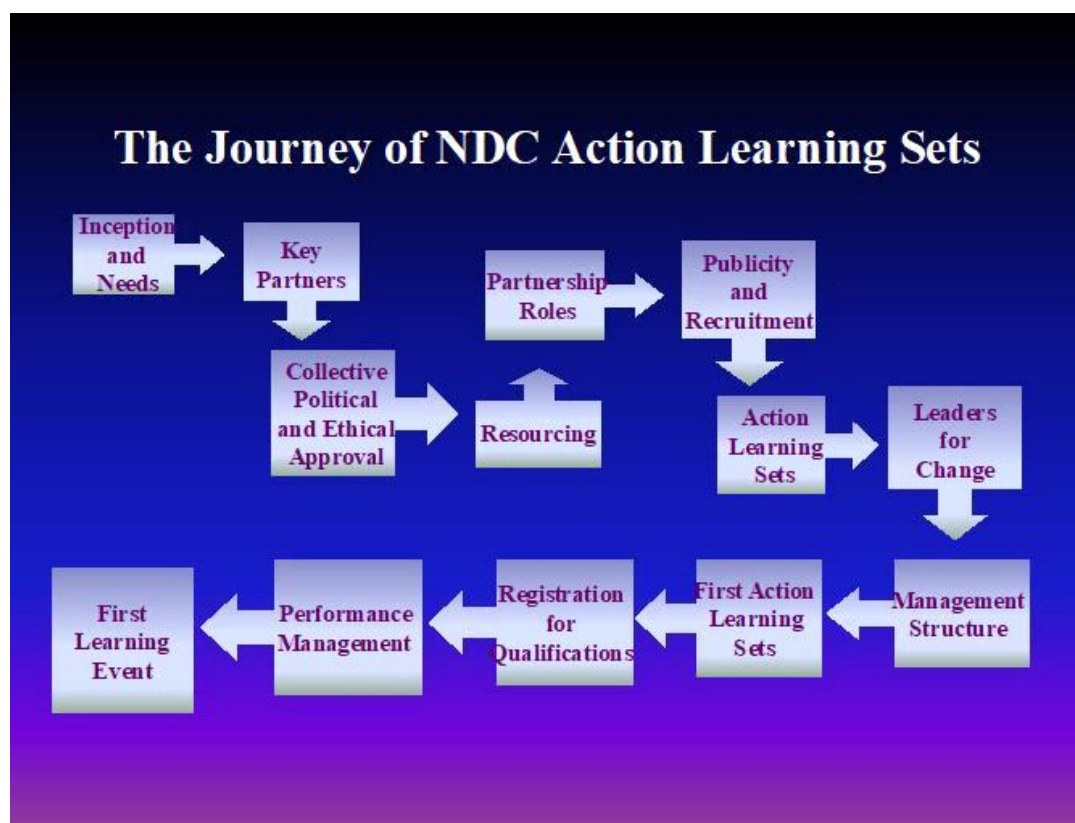 The Journey of NDC Action Learning Sets
Inception
and
Needs
Key
Partners
Collective
Political
and Ethical
Approval
Resourcing
Partnership
Roles
Publicity
and
Recruitment
Action
Learning
Sets
Leaders
for
Change
Management
Structure
First Action
Learning
Sets
Registration
for
Qualifications
Performance
Management
First
Learning
Event